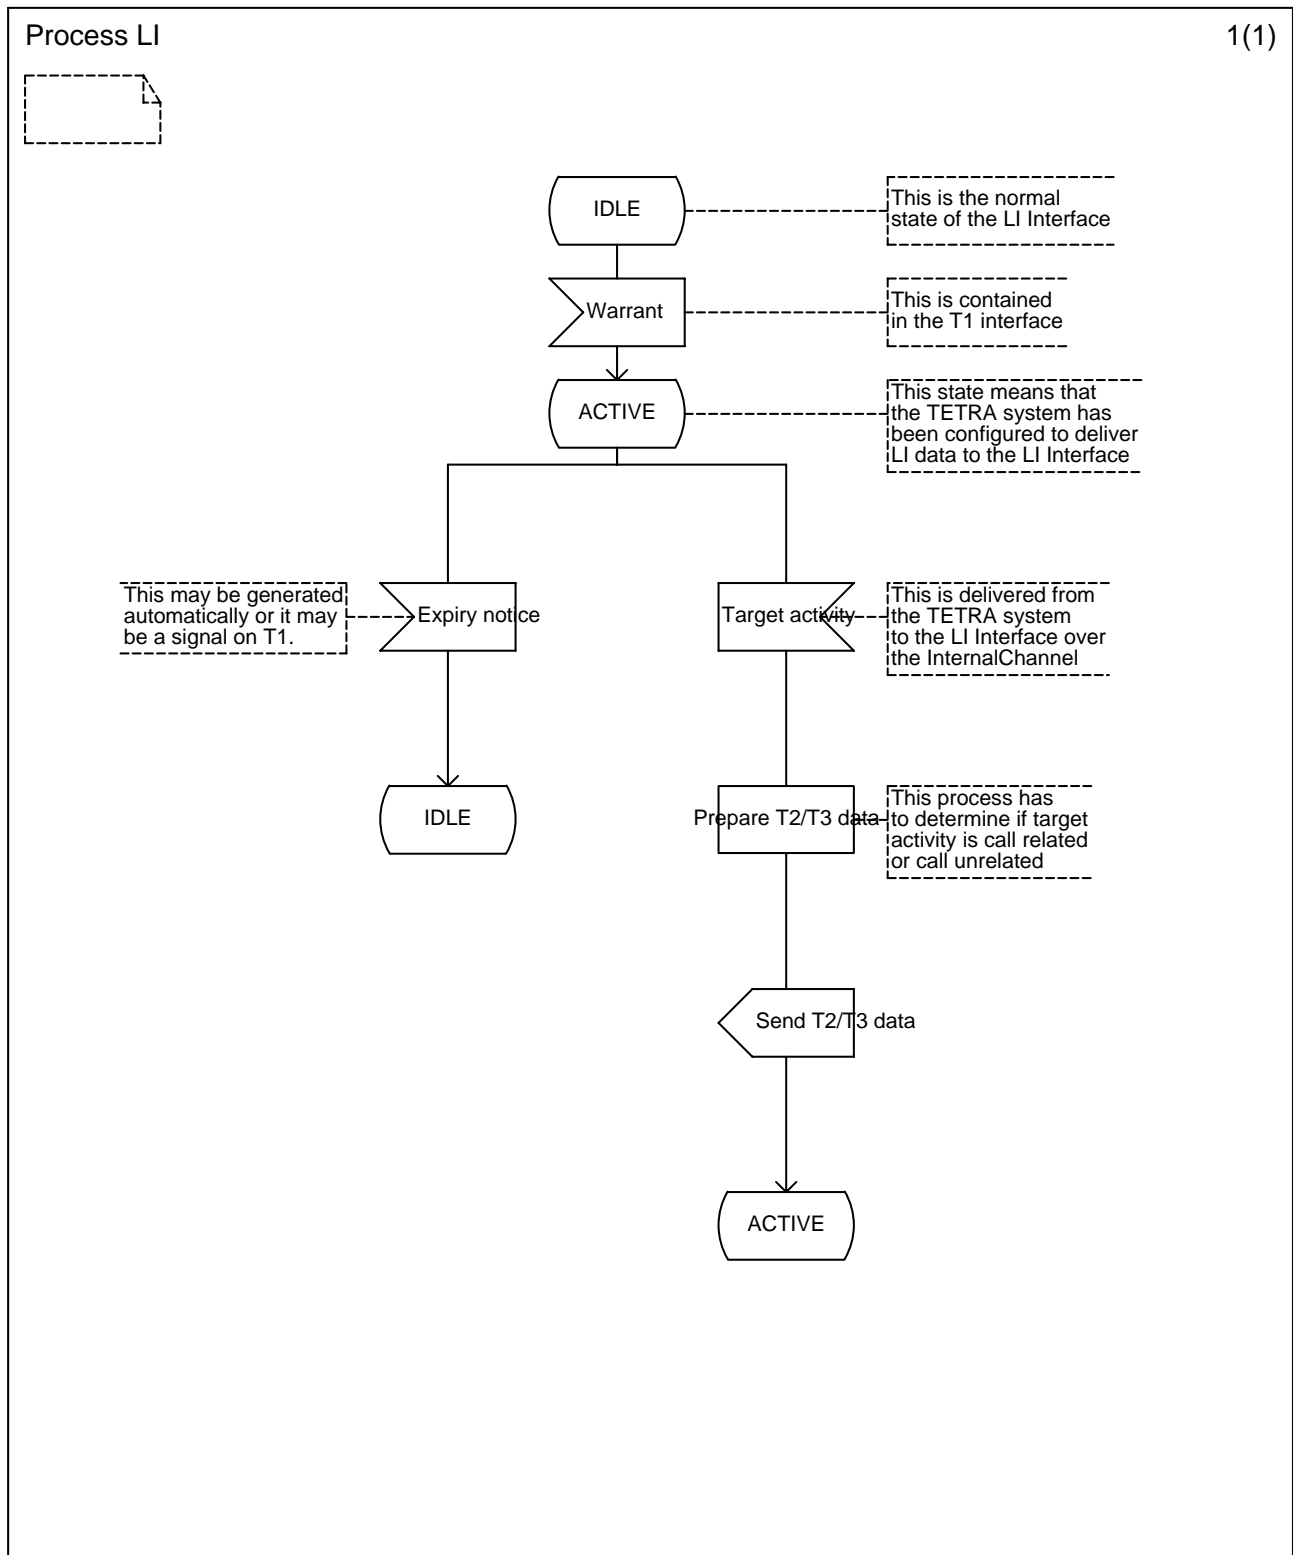 Process LI
1(1)
IDLE
This is the normal
state of the LI Interface
Warrant
This is contained
in the T1 interface
ACTIVE
This state means that
the TETRA system has
been configured to deliver
LI data to the LI Interface
This may be generated
automatically or it may
be a signal on T1.
Expiry notice
Target activity
This is delivered from
the TETRA system
to the LI Interface over
the InternalChannel
IDLE
Prepare T2/T3 data
This process has
to determine if target
activity is call related
or call unrelated
Send T2/T3 data
ACTIVE